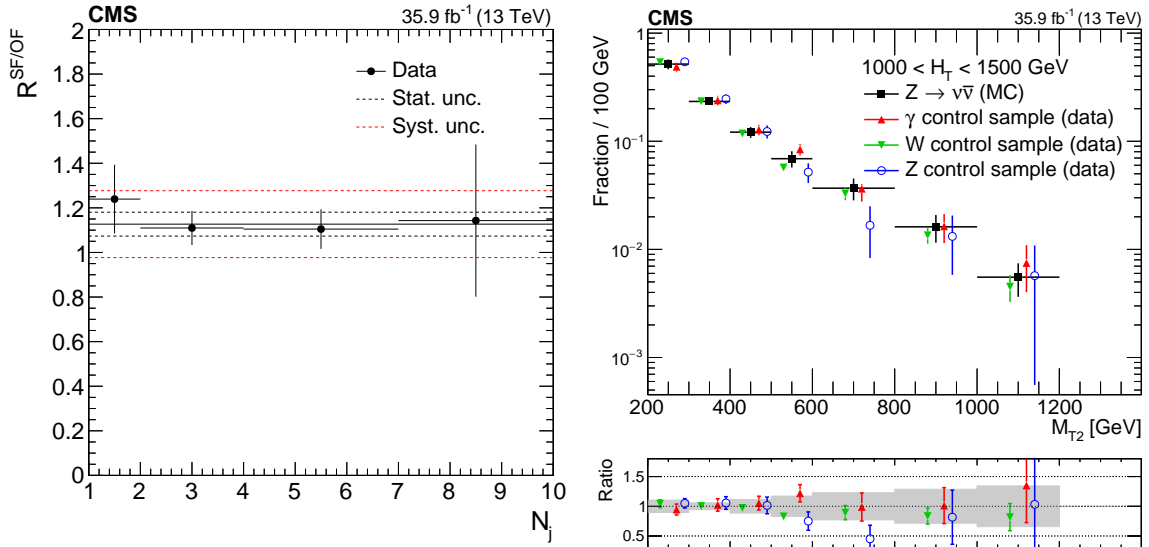 CMS 35.9 fb⁻¹ (13 TeV)
R^{SF/OF}
2
1.8
1.6
1.4
1.2
1
0.8
0.6
0.4
0.2
0
Data
Stat. unc.
Syst. unc.
1 2 3 4 5 6 7 8 9 10
N_j
CMS 35.9 fb⁻¹ (13 TeV)
Fraction / 100 GeV
1
10⁻¹
10⁻²
10⁻³
1000 < H_T < 1500 GeV
Z → νν̄ (MC)
γ control sample (data)
W control sample (data)
Z control sample (data)
200 400 600 800 1000 1200
M_{T2} [GeV]
Ratio
1.5
1.0
0.5